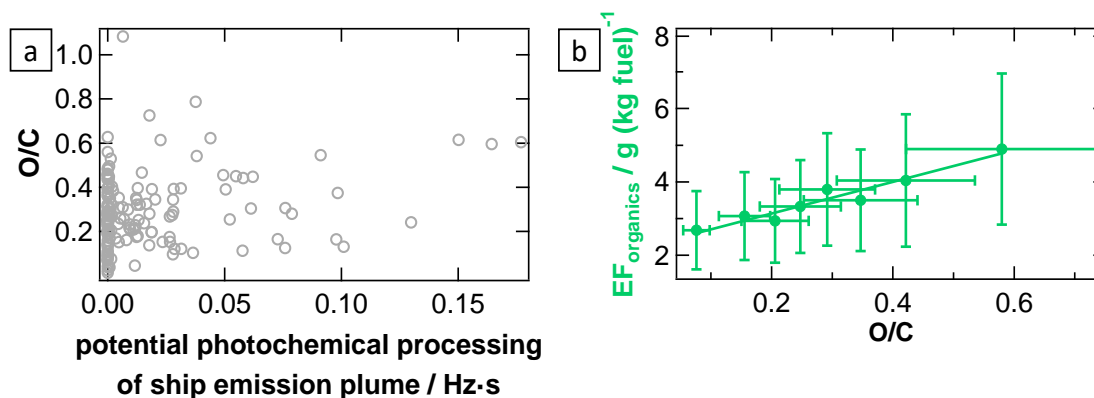 a
O/C
1.0
0.8
0.6
0.4
0.2
0.00
0.05
0.10
0.15
potential photochemical processing
of ship emission plume / Hz·s
b
EF_organics / g (kg fuel)^-1
8
6
4
2
0.2
0.4
0.6
O/C